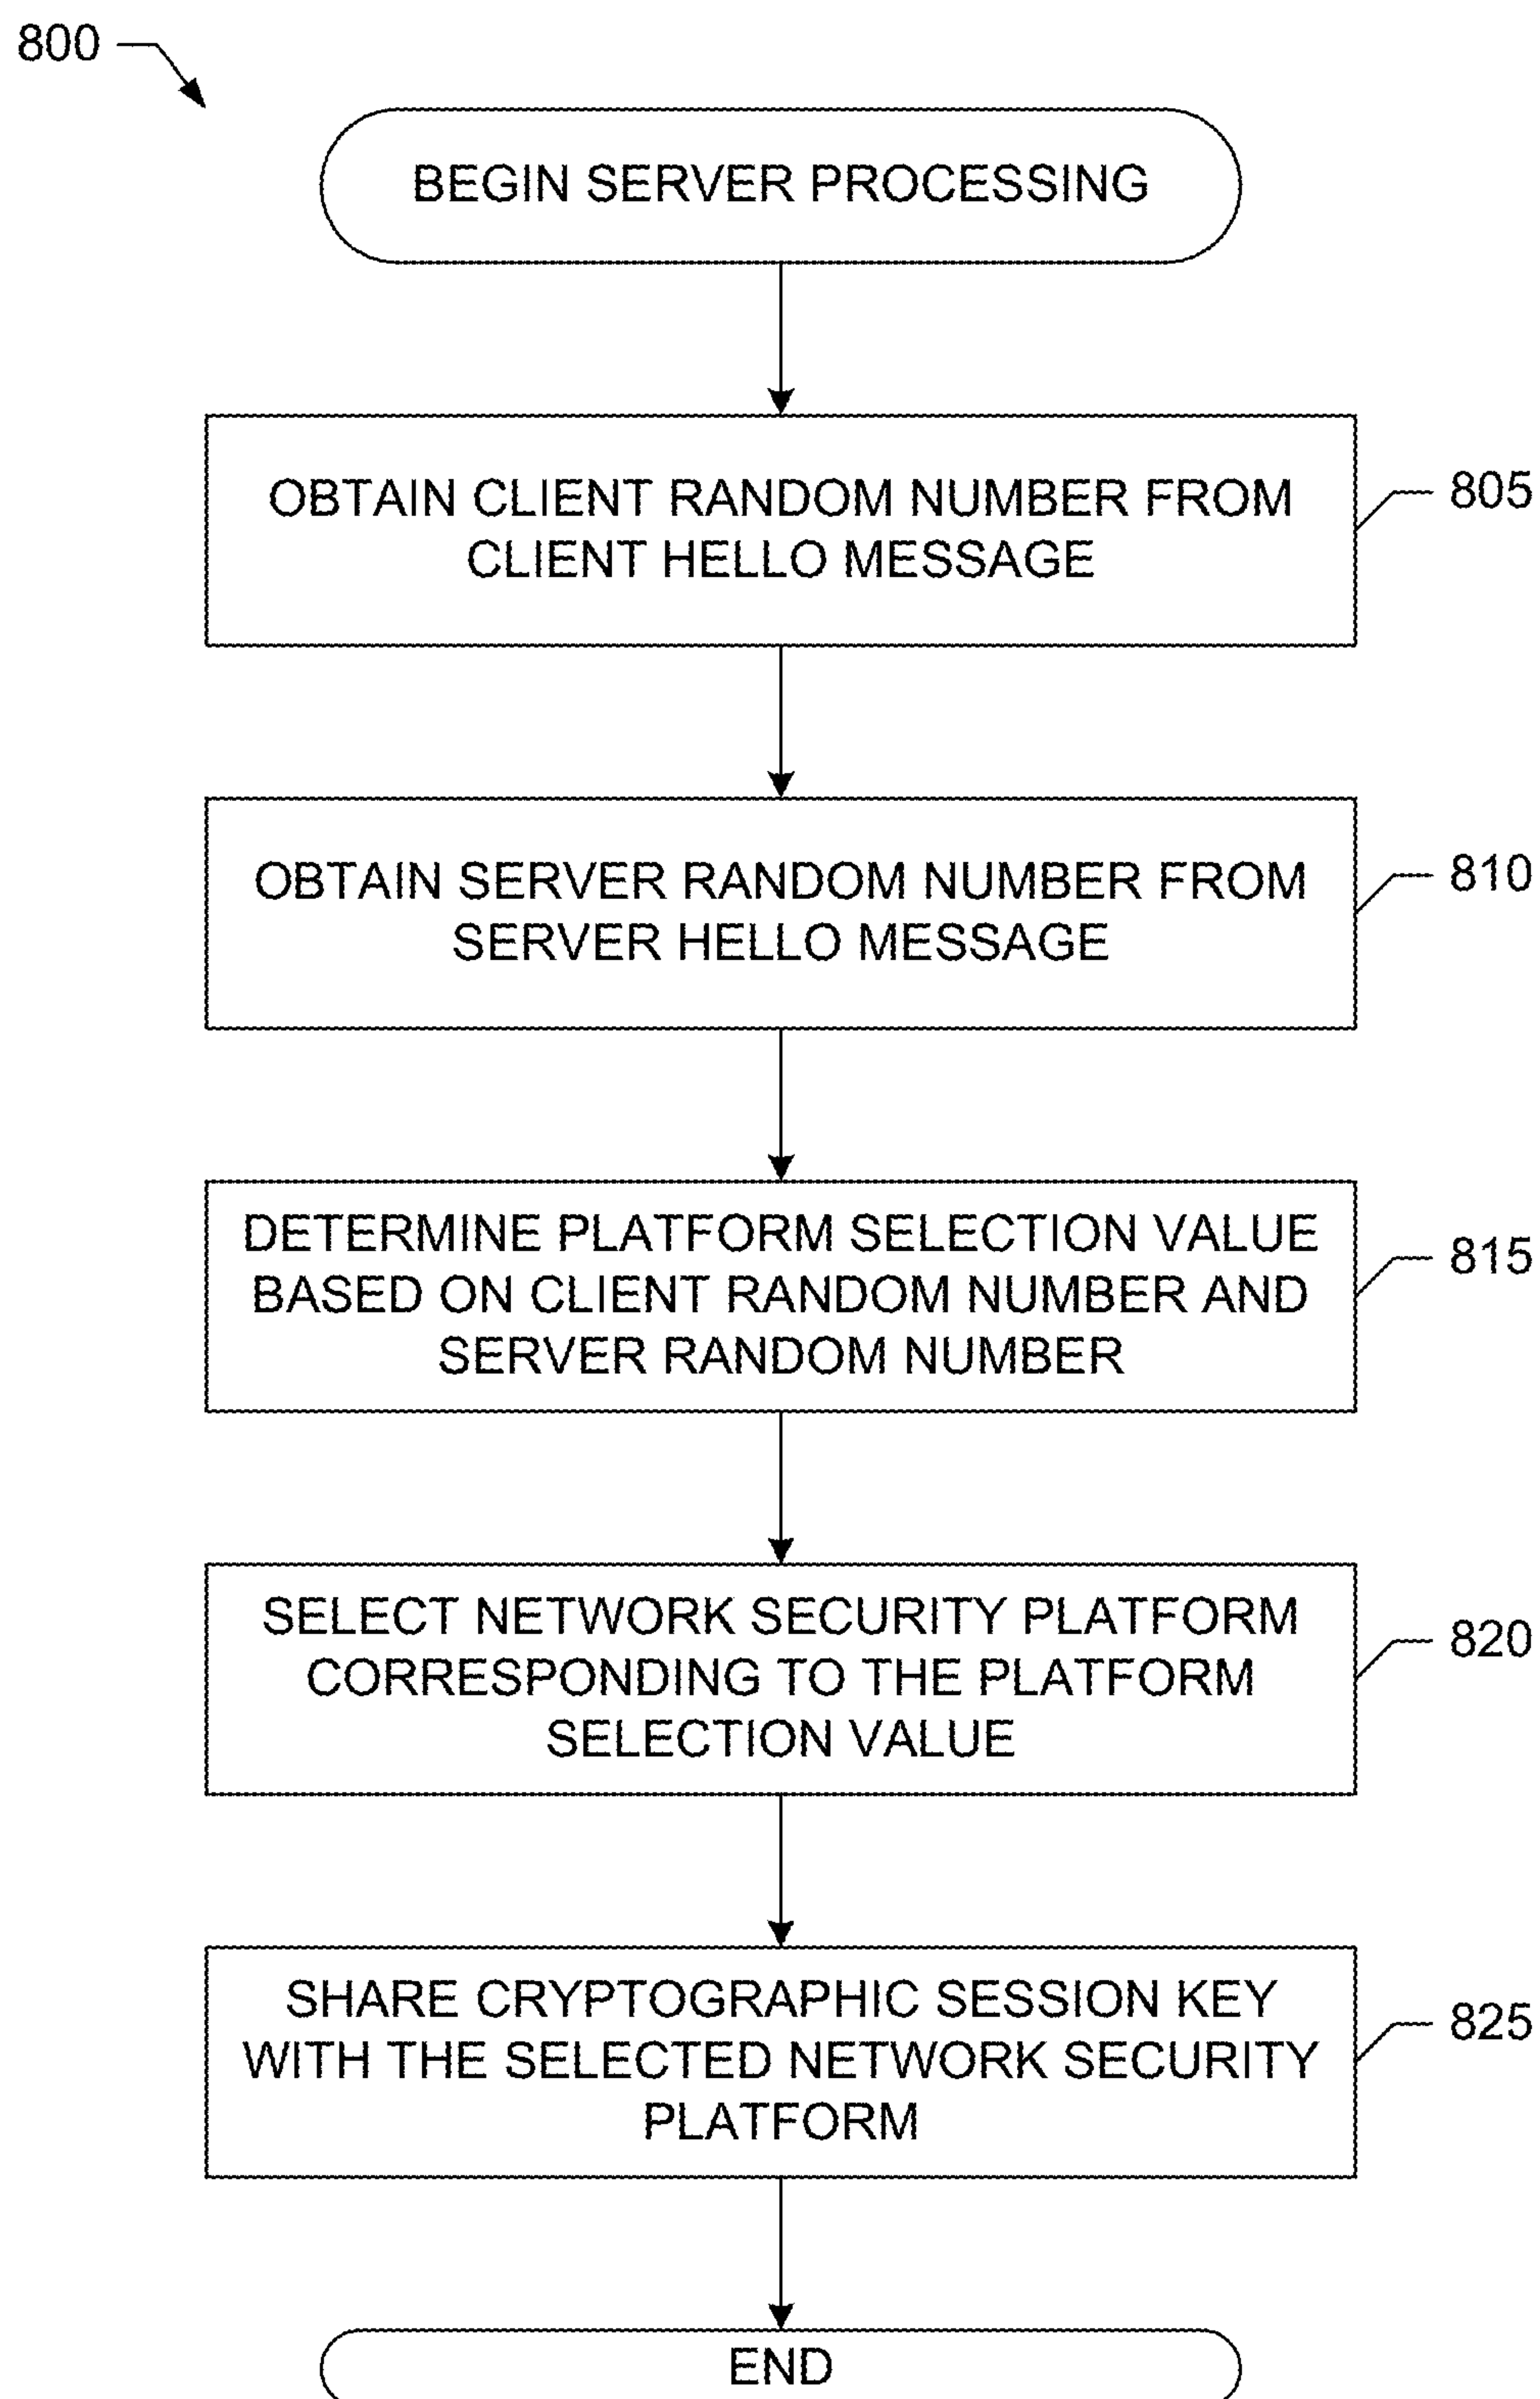 800
BEGIN SERVER PROCESSING
OBTAIN CLIENT RANDOM NUMBER FROM
CLIENT HELLO MESSAGE
805
OBTAIN SERVER RANDOM NUMBER FROM
SERVER HELLO MESSAGE
810
DETERMINE PLATFORM SELECTION VALUE
BASED ON CLIENT RANDOM NUMBER AND
SERVER RANDOM NUMBER
815
SELECT NETWORK SECURITY PLATFORM
CORRESPONDING TO THE PLATFORM
SELECTION VALUE
820
SHARE CRYPTOGRAPHIC SESSION KEY
WITH THE SELECTED NETWORK SECURITY
PLATFORM
825
END